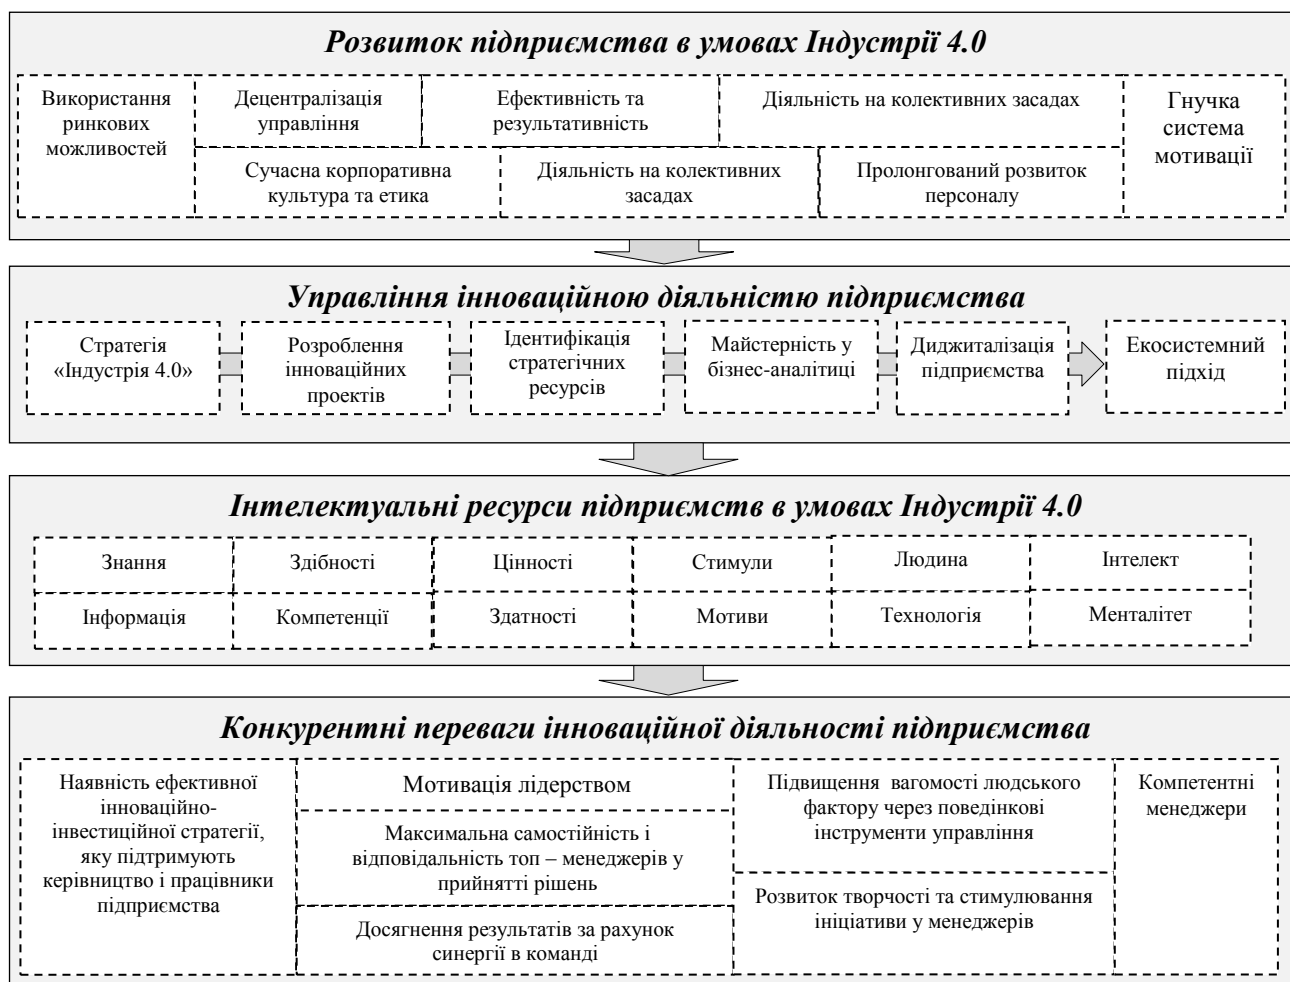 Розвиток підприємства в умовах Індустрії 4.0
Використання
ринкових
можливостей
Децентралізація
управління
Ефективність та
результативність
Діяльність на колективних засадах
Гнучка
система
мотивації
Сучасна корпоративна
культура та етика
Діяльність на колективних
засадах
Пролонгований розвиток
персоналу
Управління інноваційною діяльністю підприємства
Стратегія
«Індустрія 4.0»
Розроблення
інноваційних
проектів
Ідентифікація
стратегічних
ресурсів
Майстерність у
бізнес-аналітиці
Диджиталізація
підприємства
Екосистемний
підхід
Інтелектуальні ресурси підприємств в умовах Індустрії 4.0
Знання
Здібності
Цінності
Стимули
Людина
Інтелект
Інформація
Компетенції
Здатності
Мотиви
Технологія
Менталітет
Конкурентні переваги інноваційної діяльності підприємства
Наявність ефективної
інноваційно-
інвестиційної стратегії,
яку підтримують
керівництво і працівники
підприємства
Мотивація лідерством
Максимальна самостійність і
відповідальність топ – менеджерів у
прийнятті рішень
Досягнення результатів за рахунок
синергії в команді
Підвищення вагомості людського
фактору через поведінкові
інструменти управління
Розвиток творчості та стимулювання
ініціативи у менеджерів
Компетентні
менеджери